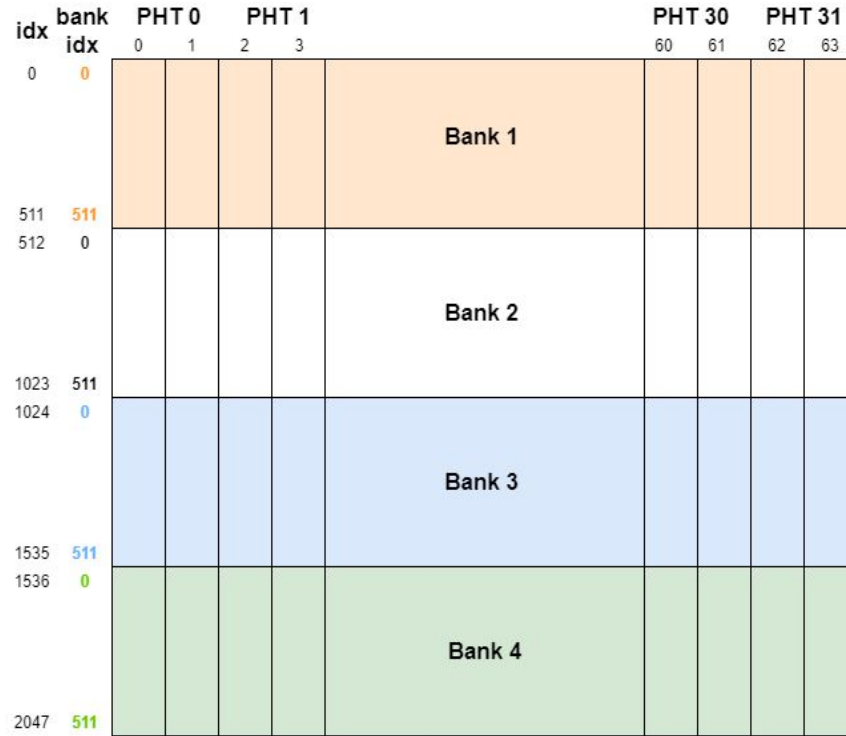 idx bank idx PHT 0 PHT 1 PHT 30 PHT 31
0 1 2 3 60 61 62 63
0 0
Bank 1
511 511
512 0
Bank 2
1023 511
1024 0
Bank 3
1535 511
1536 0
Bank 4
2047 511